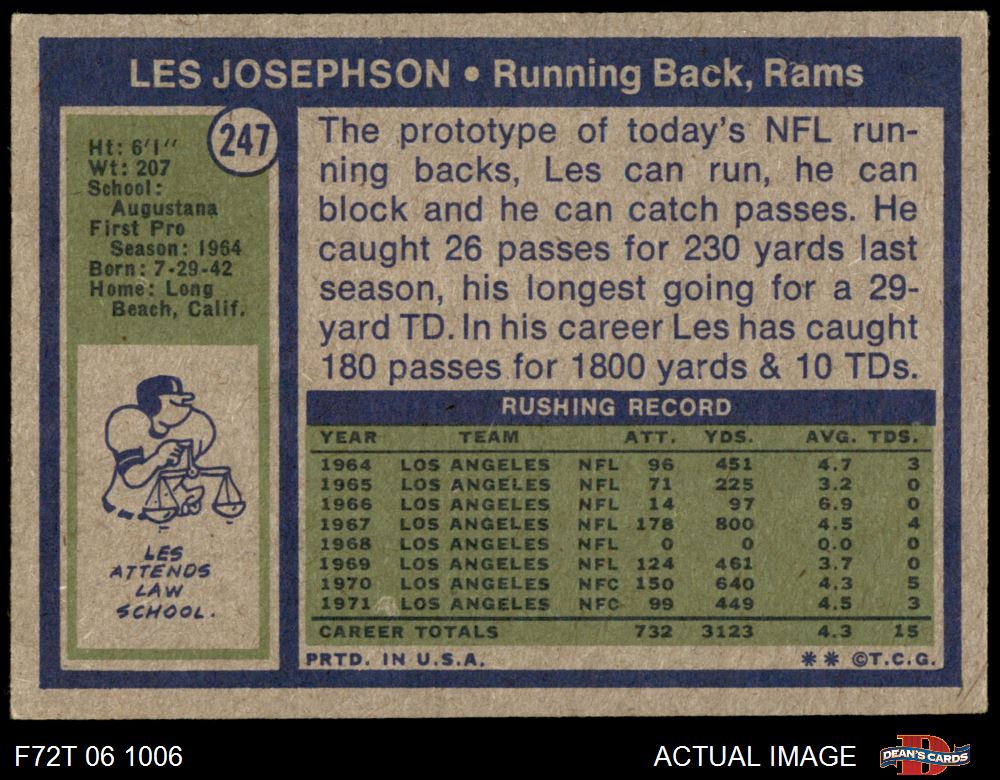 LES JOSEPHSON • Running Back, Rams
247
Ht: 6'1"
Wt: 207
School:
Augustana
First Pro
Season: 1964
Born: 7-29-42
Home: Long
Beach, Calif.
LES
ATTENDS
LAW
SCHOOL.
The prototype of today's NFL run-
ning backs, Les can run, he can
block and he can catch passes. He
caught 26 passes for 230 yards last
season, his longest going for a 29-
yard TD. In his career Les has caught
180 passes for 1800 yards & 10 TDs.
RUSHING RECORD
YEAR TEAM ATT. YDS. AVG. TDS.
1964 LOS ANGELES NFL 96 451 4.7 3
1965 LOS ANGELES NFL 71 225 3.2 0
1966 LOS ANGELES NFL 14 97 6.9 0
1967 LOS ANGELES NFL 178 800 4.5 4
1968 LOS ANGELES NFL 0 0 0.0 0
1969 LOS ANGELES NFL 124 461 3.7 0
1970 LOS ANGELES NFC 150 640 4.3 5
1971 LOS ANGELES NFC 99 449 4.5 3
CAREER TOTALS 732 3123 4.3 15
PRTD. IN U.S.A. ** ©T.C.G.
F72T 06 1006 ACTUAL IMAGE DEAN'S CARDS